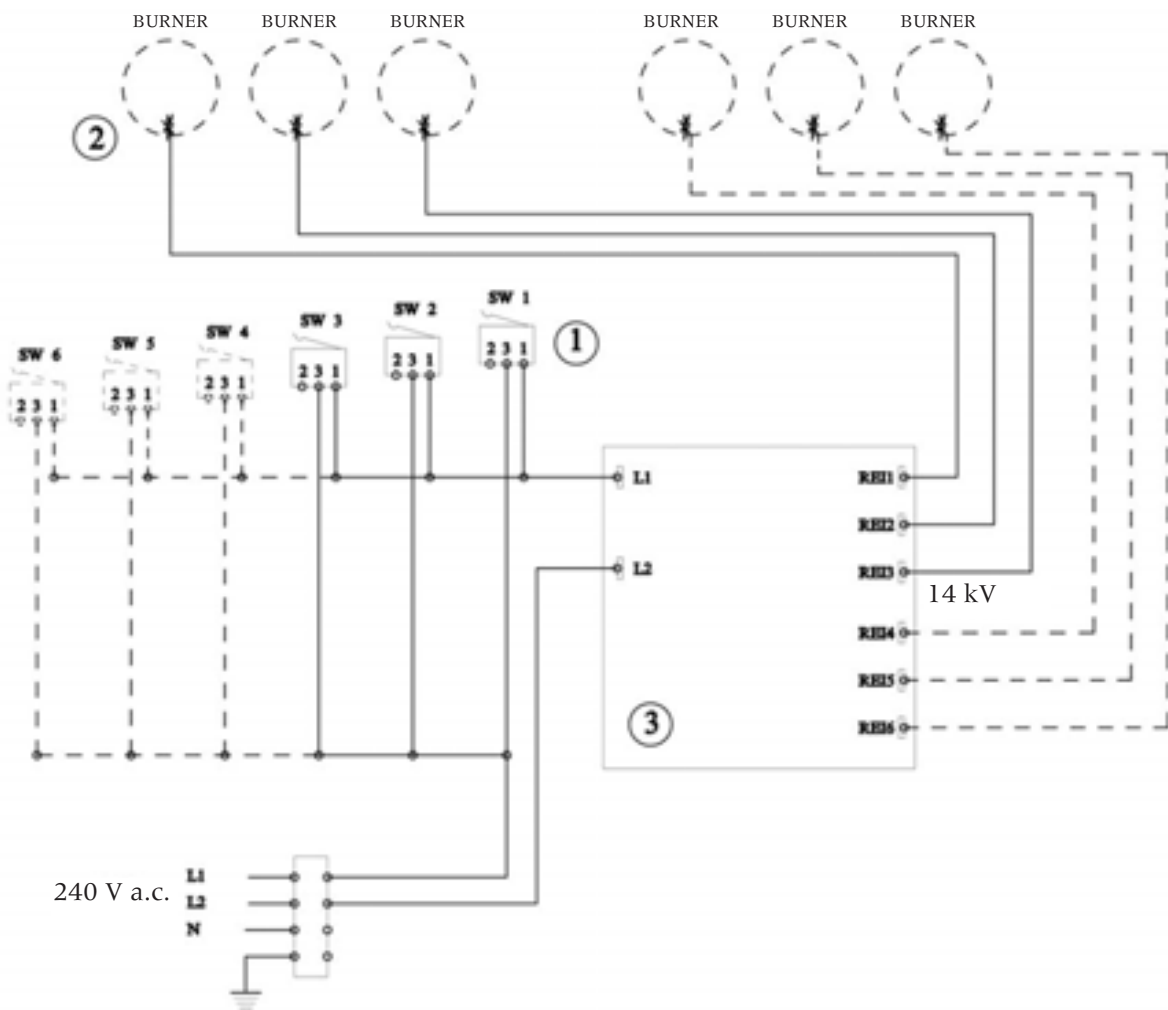 BURNER BURNER BURNER BURNER BURNER BURNER
2
SW 1
SW 2
SW 3
SW 4
SW 5
SW 6
1
2 3 1
2 3 1
2 3 1
2 3 1
2 3 1
2 3 1
L1 REI1
REI2
L2 REI3
14 kV
REI4
REI5
3 REI6
L1
240 V a.c. L2
N